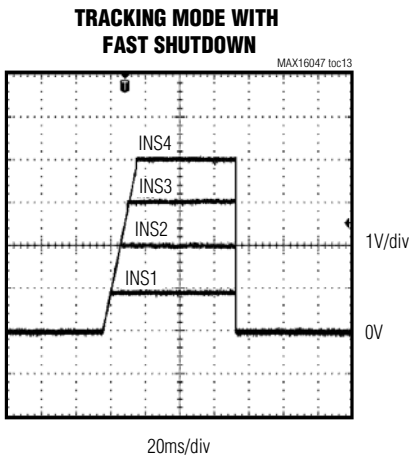 TRACKING MODE WITH
FAST SHUTDOWN
MAX16047 toc13
T
INS4
INS3
INS2
1V/div
INS1
0V
20ms/div